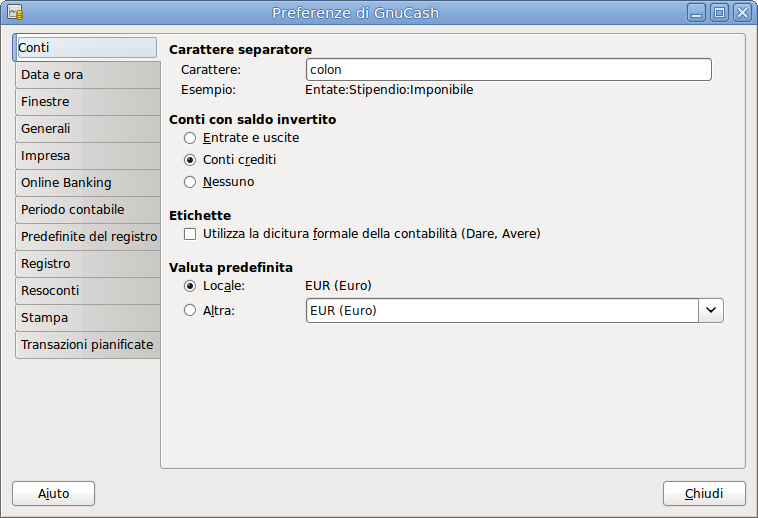 Preferenze di GnuCash
Conti
Data e ora
Finestre
Generali
Impresa
Online Banking
Periodo contabile
Predefinite del registro
Registro
Resoconti
Stampa
Transazioni pianificate
Carattere separatore
Carattere: colon
Esempio: Entate:Stipendio:Imponibile
Conti con saldo invertito
Entrate e uscite
Conti crediti
Nessuno
Etichette
Utilizza la dicitura formale della contabilità (Dare, Avere)
Valuta predefinita
Locale: EUR (Euro)
Altra: EUR (Euro)
Aiuto
Chiudi